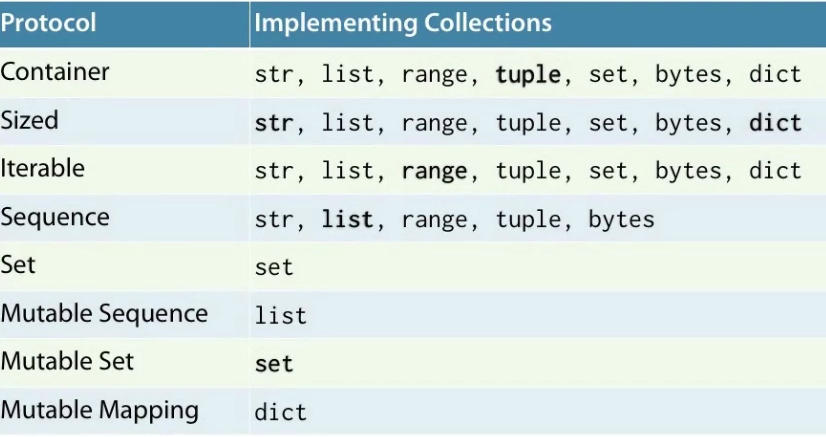 Protocol Implementing Collections
Container str, list, range, tuple, set, bytes, dict
Sized str, list, range, tuple, set, bytes, dict
Iterable str, list, range, tuple, set, bytes, dict
Sequence str, list, range, tuple, bytes
Set set
Mutable Sequence list
Mutable Set set
Mutable Mapping dict